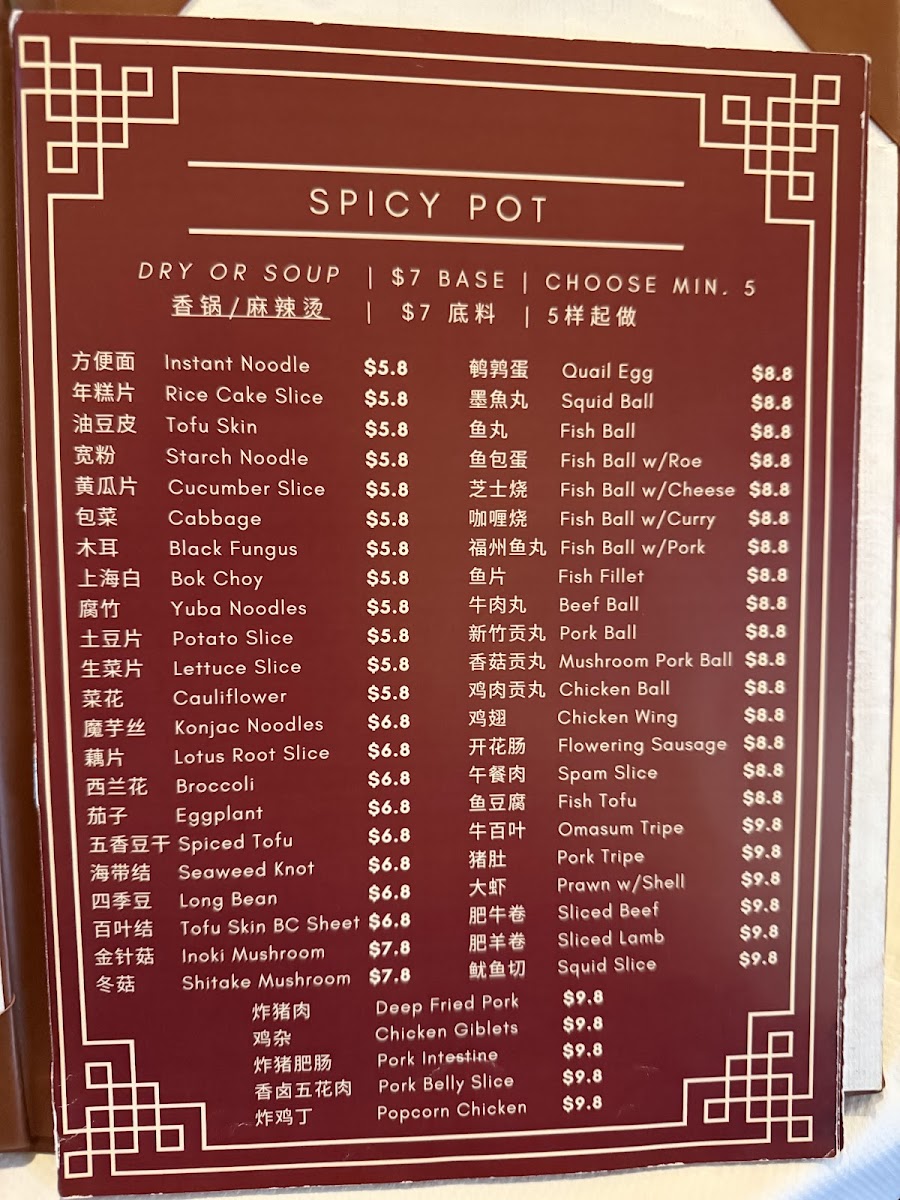 SPICY POT
DRY OR SOUP | $7 BASE | CHOOSE MIN. 5
香锅/麻辣烫 | $7 底料 | 5样起做
方便面 Instant Noodle $5.8
年糕片 Rice Cake Slice $5.8
油豆皮 Tofu Skin $5.8
宽粉 Starch Noodle $5.8
黄瓜片 Cucumber Slice $5.8
包菜 Cabbage $5.8
木耳 Black Fungus $5.8
上海白 Bok Choy $5.8
腐竹 Yuba Noodles $5.8
土豆片 Potato Slice $5.8
生菜片 Lettuce Slice $5.8
菜花 Cauliflower $5.8
魔芋丝 Konjac Noodles $6.8
藕片 Lotus Root Slice $6.8
西兰花 Broccoli $6.8
茄子 Eggplant $6.8
五香豆干 Spiced Tofu $6.8
海带结 Seaweed Knot $6.8
四季豆 Long Bean $6.8
百叶结 Tofu Skin BC Sheet $6.8
金针菇 Inoki Mushroom $7.8
冬菇 Shitake Mushroom $7.8
鹌鹑蛋 Quail Egg $8.8
墨魚丸 Squid Ball $8.8
鱼丸 Fish Ball $8.8
鱼包蛋 Fish Ball w/Roe $8.8
芝士烧 Fish Ball w/Cheese $8.8
咖喱烧 Fish Ball w/Curry $8.8
福州鱼丸 Fish Ball w/Pork $8.8
鱼片 Fish Fillet $8.8
牛肉丸 Beef Ball $8.8
新竹贡丸 Pork Ball $8.8
香菇贡丸 Mushroom Pork Ball $8.8
鸡肉贡丸 Chicken Ball $8.8
鸡翅 Chicken Wing $8.8
开花肠 Flowering Sausage $8.8
午餐肉 Spam Slice $8.8
鱼豆腐 Fish Tofu $8.8
牛百叶 Omasum Tripe $9.8
猪肚 Pork Tripe $9.8
大虾 Prawn w/Shell $9.8
肥牛卷 Sliced Beef $9.8
肥羊卷 Sliced Lamb $9.8
鱿鱼切 Squid Slice $9.8
炸猪肉 Deep Fried Pork $9.8
鸡杂 Chicken Giblets $9.8
炸猪肥肠 Pork Intestine $9.8
香卤五花肉 Pork Belly Slice $9.8
炸鸡丁 Popcorn Chicken $9.8